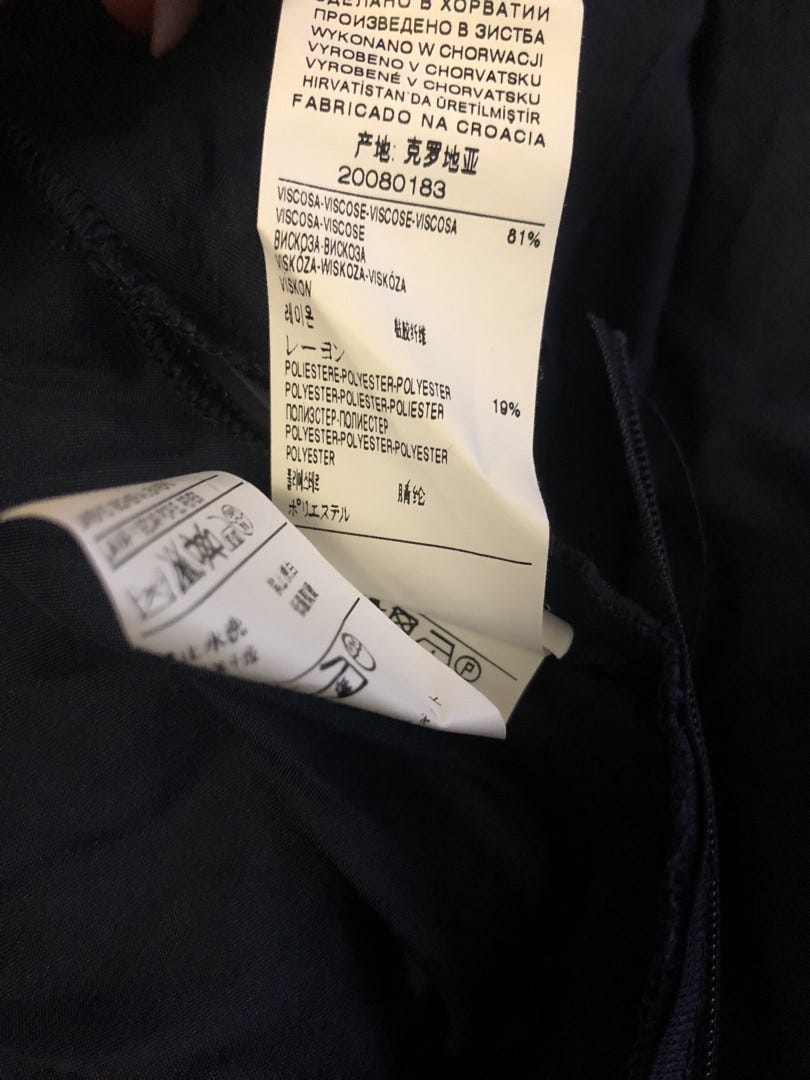 СДЕЛАНО В ХОРВАТИИ
ПРОИЗВЕДЕНО В ЗИСТБА
WYKONANO W CHORWACJI
VYROBENO V CHORVATSKU
VYROBENÉ V CHORVATSKU
HIRVATİSTAN'DA ÜRETİLMİŞTİR
FABRICADO NA CROACIA
产地: 克罗地亚
20080183
VISCOSA-VISCOSE-VISCOSE-VISCOSA 81%
VISCOSA-VISCOSE
ВИСКОЗА-ВИСКОЗА
VISKÓZA-WISKOZA-VISKÓZA
VISKON
레이온 黏胶纤维
レーヨン
POLIESTERE-POLYESTER-POLYESTER
POLYESTER-POLIESTER-POLIESTER 19%
ПОЛИЭСТЕР-ПОЛИЕСТЕР
POLYESTER-POLYESTER-POLYESTER
POLYESTER
폴리에스테르
ポリエステル
P